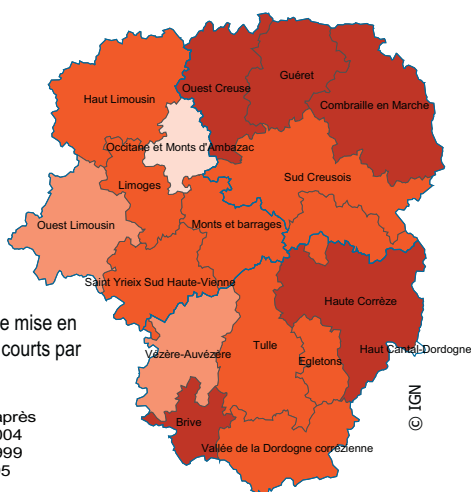 Haut Limousin
Ouest Creuse
Guéret
Combraille en Marche
Occitane et Monts d'Ambazac
Limoges
Sud Creusois
Ouest Limousin
Monts et barrages
Saint Yrieix Sud Haute-Vienne
Haute Corrèze
e mise en
courts par
Vézère-Auvézère
Tulle
Egletons
Haut Cantal-Dordogne
après
004
999
95
Brive
Vallée de la Dordogne corrézienne
© IGN